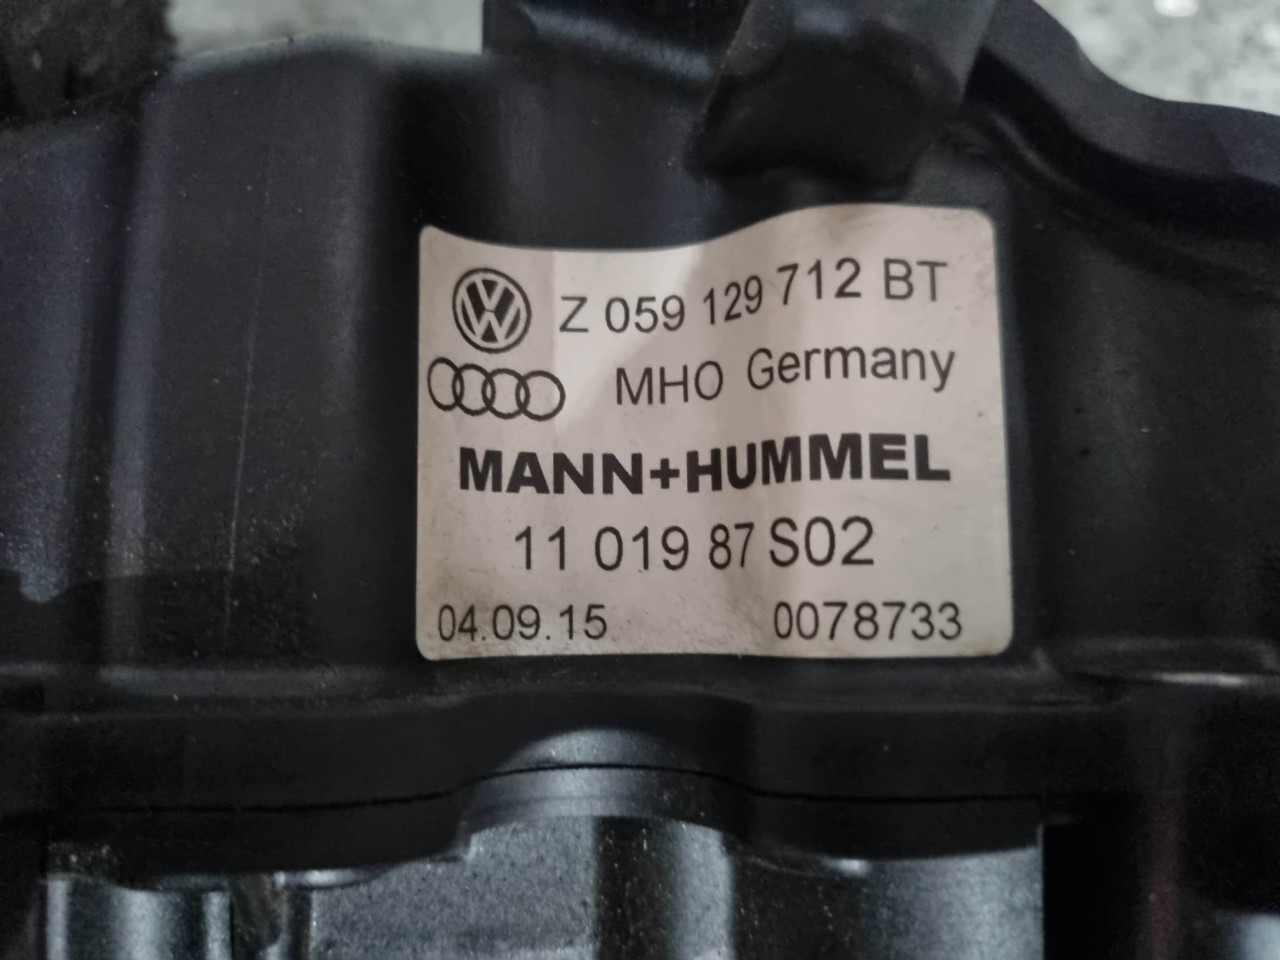 Z 059 129 712 BT
MHO Germany
MANN+HUMMEL
11 019 87 S02
04.09.15 0078733